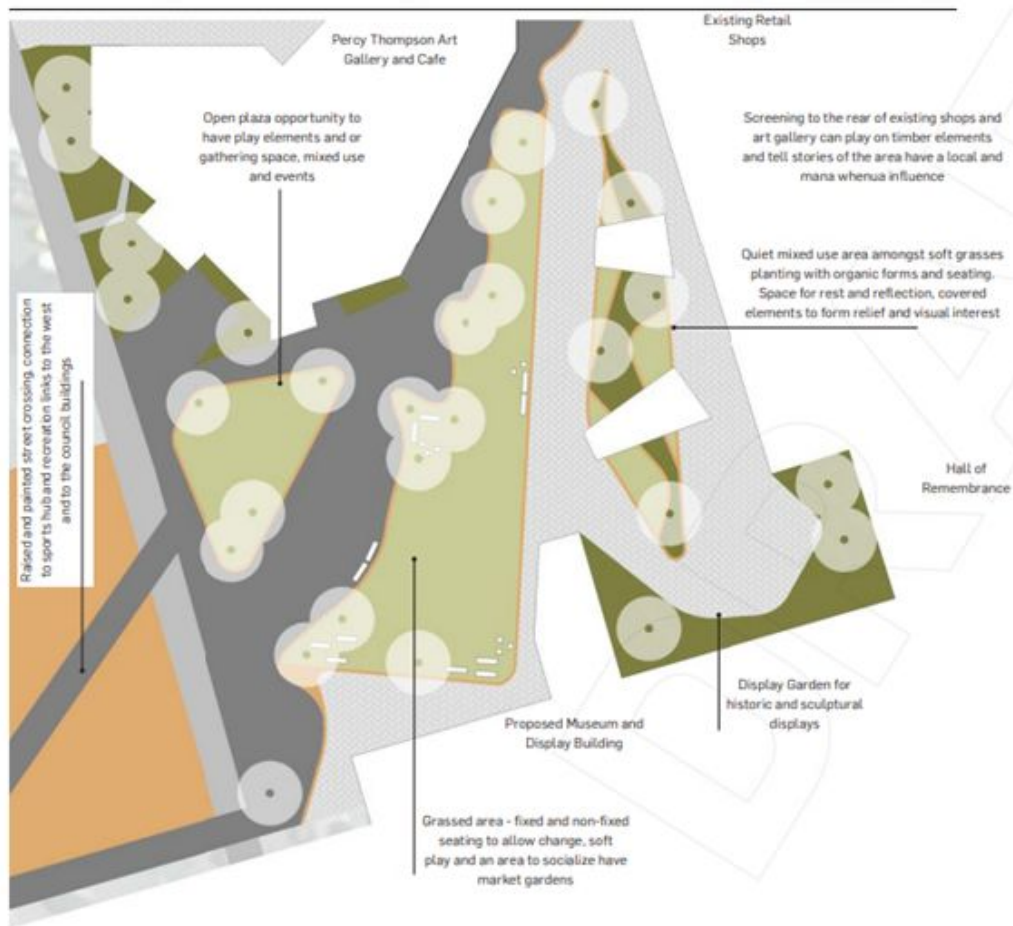 Percy Thompson Art
Gallery and Cafe
Existing Retail
Shops
Open plaza opportunity to
have play elements and or
gathering space, mixed use
and events
Screening to the rear of existing shops and
art gallery can play on timber elements
and tell stories of the area have a local and
mana whenua influence
Quiet mixed use area amongst soft grasses
planting with organic forms and seating.
Space for rest and reflection, covered
elements to form relief and visual interest
Raised and painted street crossing, connection
to sports hub and recreation links to the west
and to the council buildings
Hall of
Remembrance
Display Garden for
historic and sculptural
displays
Proposed Museum and
Display Building
Grassed area - fixed and non-fixed
seating to allow change, soft
play and an area to socialize have
market gardens